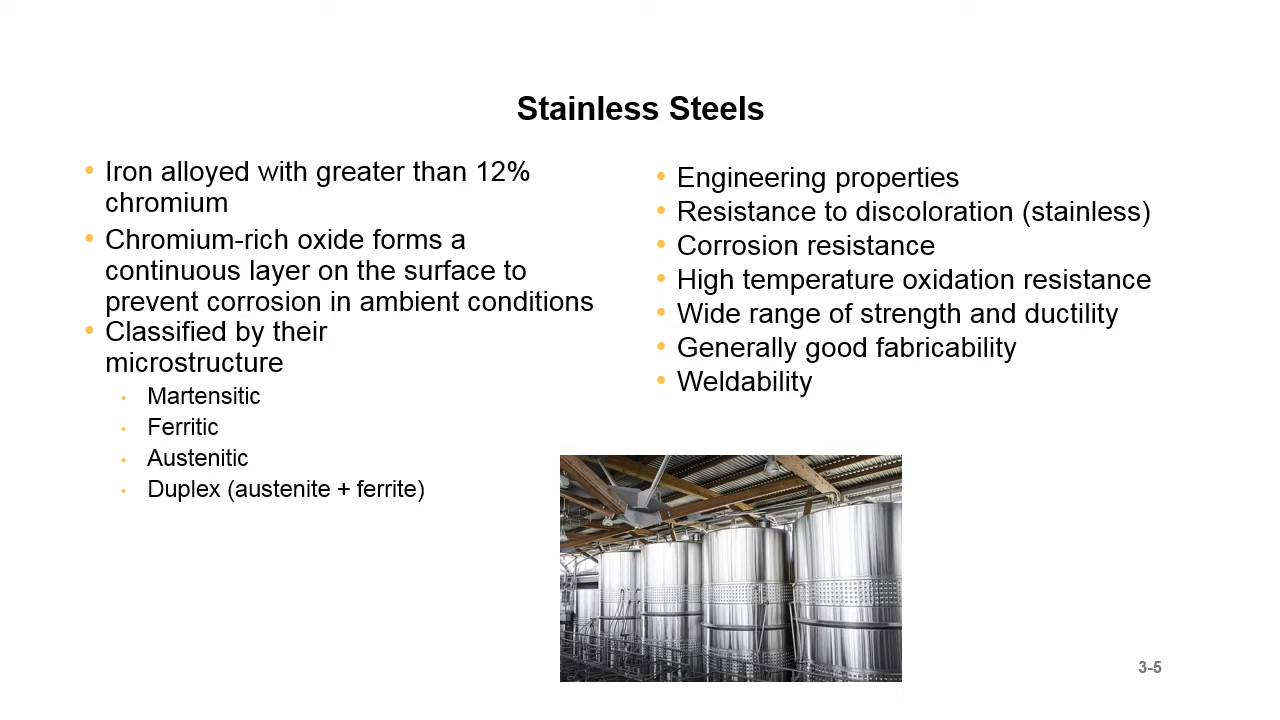 Stainless Steels
• Iron alloyed with greater than 12%
chromium
• Chromium-rich oxide forms a
continuous layer on the surface to
prevent corrosion in ambient conditions
• Classified by their
microstructure
• Martensitic
• Ferritic
• Austenitic
• Duplex (austenite + ferrite)
• Engineering properties
• Resistance to discoloration (stainless)
• Corrosion resistance
• High temperature oxidation resistance
• Wide range of strength and ductility
• Generally good fabricability
• Weldability
3-5